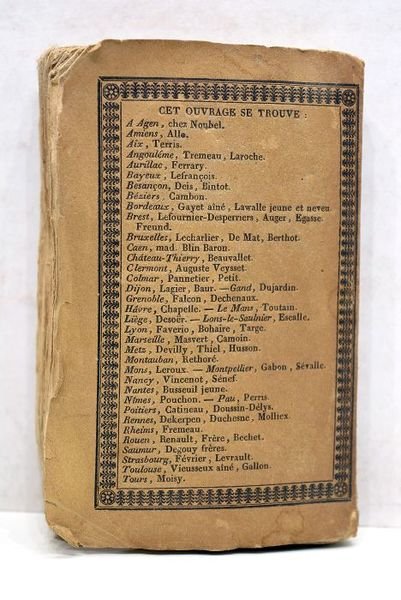 CET OUVRAGE SE TROUVE :
A Agen, chez Noubel.
Amiens, Allo.
Aix, Terris.
Angoulême, Tremeau, Laroche.
Aurillac, Ferrary.
Bayeux, Lefrançois.
Besançon, Deis, Bintot.
Béziers, Cambon.
Bordeaux, Gayet aîné, Lawalle jeune et neveu.
Brest, Lefournier-Desperriers, Auger, Egasse.
Freund.
Bruxelles, Lecharlier, De Mat, Berthot.
Caen, mad. Blin Baron.
Château-Thierry, Beauvallet.
Clermont, Auguste Veysset.
Colmar, Pannetier, Petit.
Dijon, Lagier, Baur. — Gand, Dujardin.
Grenoble, Falcon, Dechenaux.
Hâvre, Chapelle. — Le Mans, Toutain.
Liège, Desoër. — Lons-le-Saulnier, Escalle.
Lyon, Faverio, Bohaire, Targe.
Marseille, Masvert, Camoin.
Metz, Devilly, Thiel, Husson.
Montauban, Rethoré.
Mons, Leroux. — Montpellier, Gabon, Sévalle.
Nancy, Vincenot, Sénef.
Nantes, Busseuil jeune.
Nîmes, Pouchon. — Pau, Perris.
Poitiers, Catineau, Doussin-Délys.
Rennes, Dekerpen, Duchesne, Molliex.
Rheims, Fremeau.
Rouen, Renault, Frère, Bechet.
Saumur, Degouy frères.
Strasbourg, Février, Levrault.
Toulouse, Vieusseux aîné, Gallon.
Tours, Moisy.